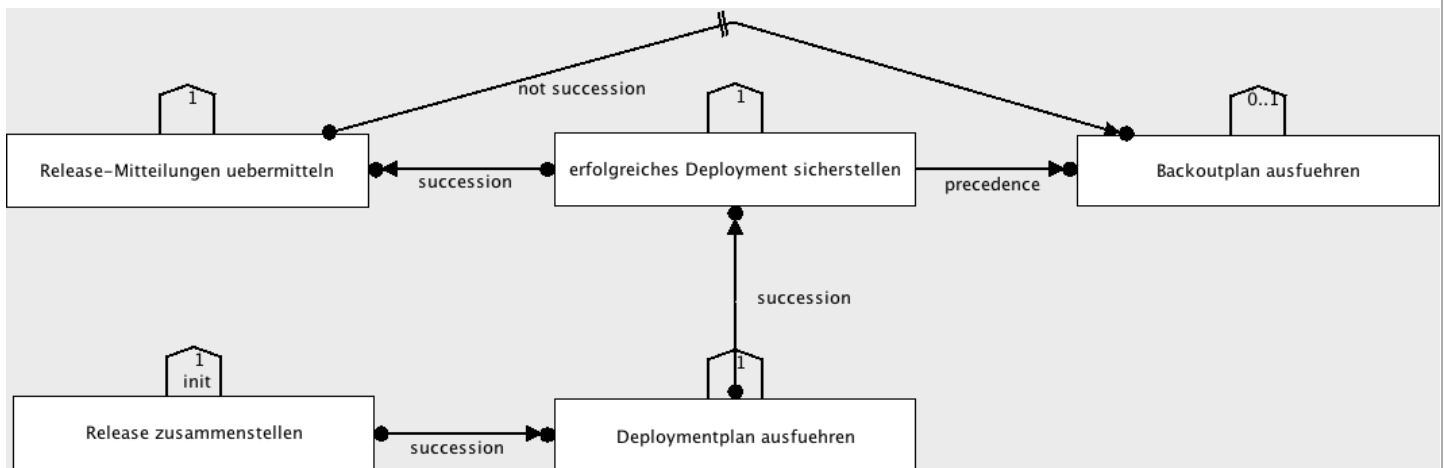 not succession
1
1
0..1
Release-Mitteilungen uebermitteln
succession
erfolgreiches Deployment sicherstellen
precedence
Backoutplan ausfuehren
succession
1
init
1
Release zusammenstellen
succession
Deploymentplan ausfuehren